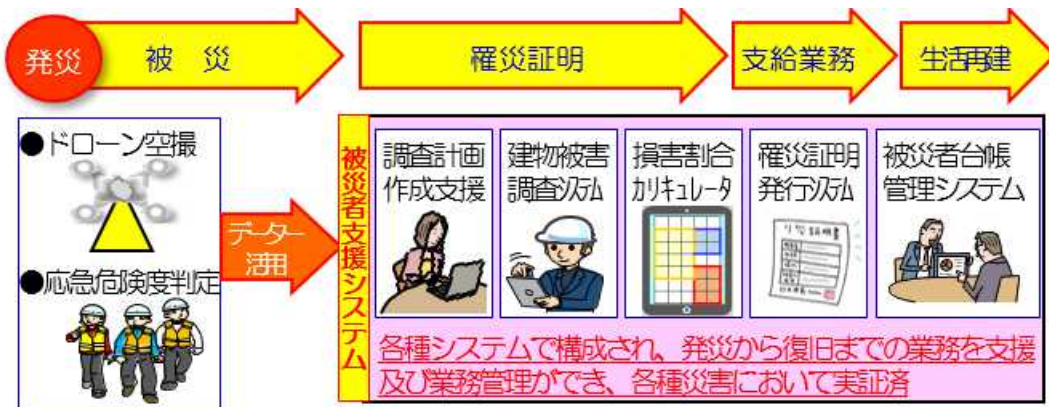 発災
被 災
罹災証明
支給業務
生活再建
●ドローン空撮
●応急危険度判定
データー
活用
被災者支援システム
調査計画
作成支援
建物被害
調査システム
損害割合
カリキュレータ
罹災証明
発行システム
り災証明書
被災者台帳
管理システム
各種システムで構成され、発災から復旧までの業務を支援
及び業務管理ができ、各種災害において実証済